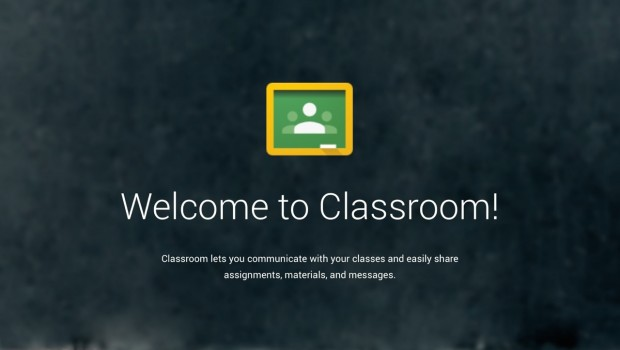 Welcome to Classroom!
Classroom lets you communicate with your classes and easily share
assignments, materials, and messages.